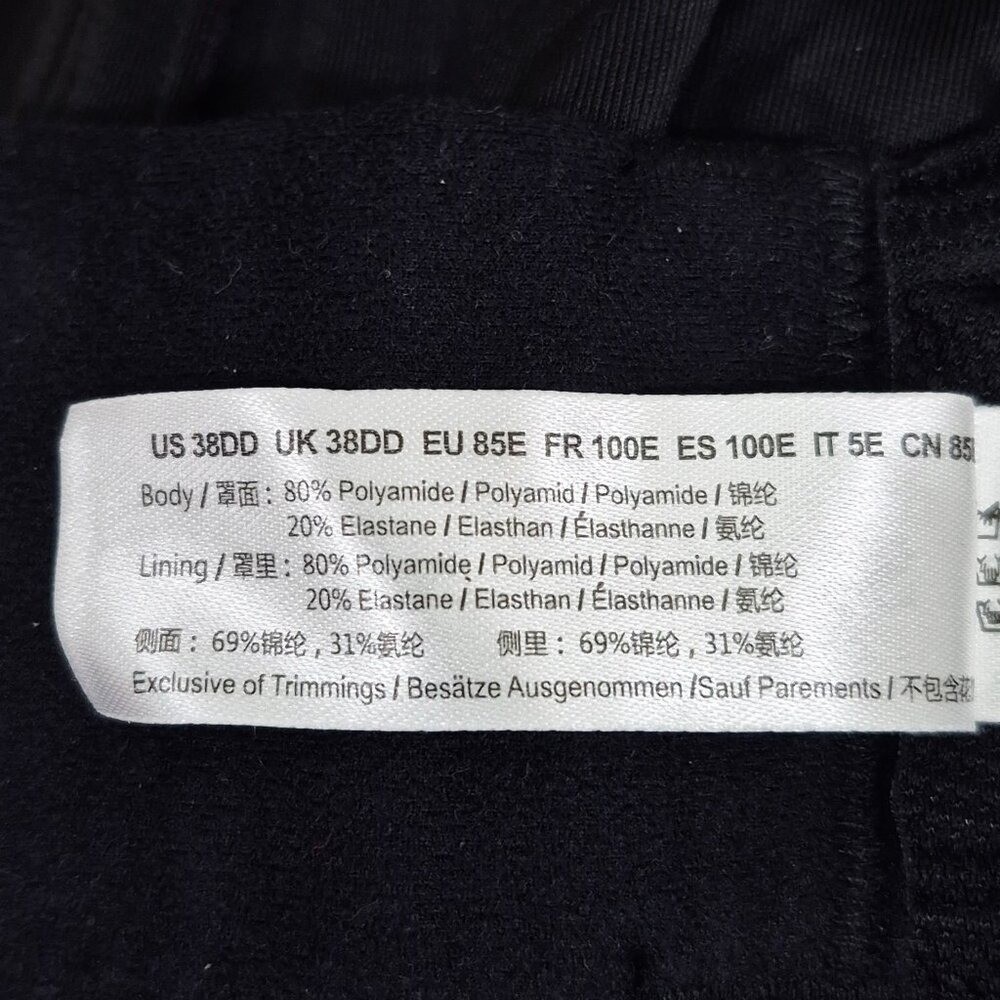 US 38DD UK 38DD EU 85E FR 100E ES 100E IT 5E CN
Body / 罩面 : 80% Polyamide / Polyamid / Polyamide / 锦纶
20% Elastane / Elasthan / Élasthanne / 氨纶
Lining / 罩里 : 80% Polyamide / Polyamid / Polyamide / 锦纶
20% Elastane / Elasthan / Élasthanne / 氨纶
侧面 : 69%锦纶 , 31%氨纶 侧里 : 69%锦纶 , 31%氨纶
Exclusive of Trimmings / Besätze Ausgenommen /Sauf Parements / 不包含